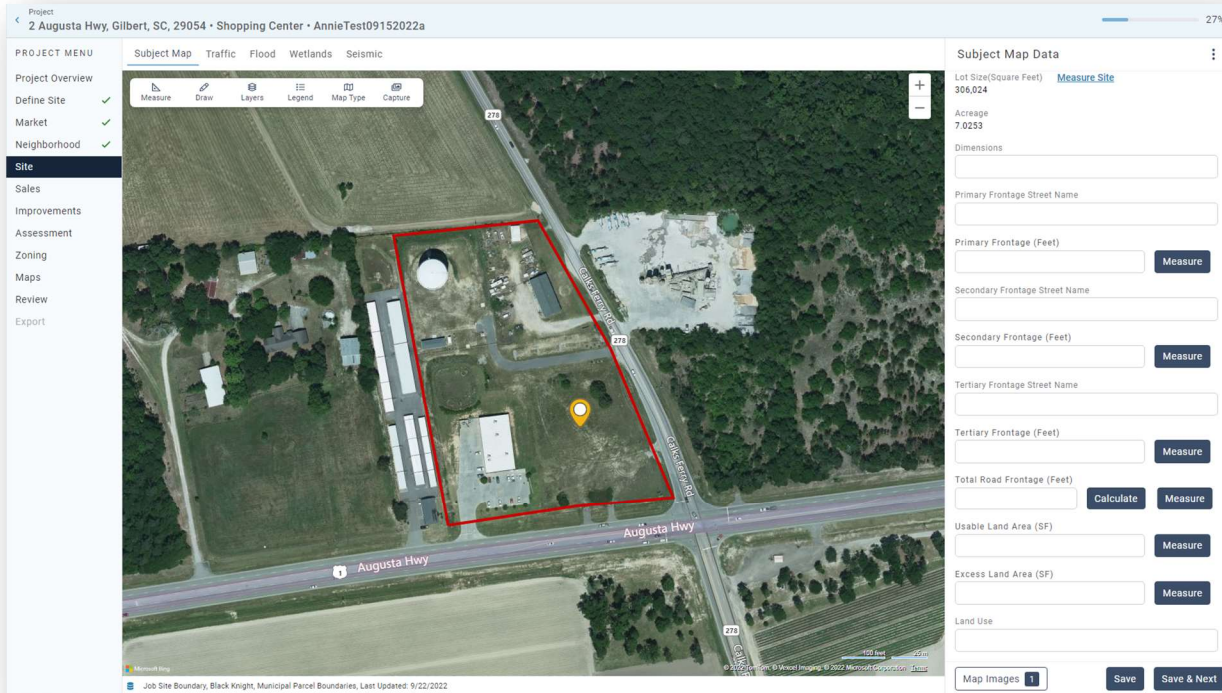 Project
2 Augusta Hwy, Gilbert, SC, 29054 • Shopping Center • AnnieTest09152022a
27%
PROJECT MENU
Project Overview
Define Site
Market
Neighborhood
Site
Sales
Improvements
Assessment
Zoning
Maps
Review
Export
Subject Map Traffic Flood Wetlands Seismic
Measure Draw Layers Legend Map Type Capture
278
Calks Ferry Rd
278
Calks Ferry Rd
Augusta Hwy
1 Augusta Hwy
278
Microsoft Bing
100 feet 25 m
© 2022 TomTom, © Vexcel Imaging, © 2022 Microsoft Corporation Terms
Job Site Boundary, Black Knight, Municipal Parcel Boundaries, Last Updated: 9/22/2022
Subject Map Data
Lot Size(Square Feet) Measure Site
306,024
Acreage
7.0253
Dimensions
Primary Frontage Street Name
Primary Frontage (Feet)
Measure
Secondary Frontage Street Name
Secondary Frontage (Feet)
Measure
Tertiary Frontage Street Name
Tertiary Frontage (Feet)
Measure
Total Road Frontage (Feet)
Calculate Measure
Usable Land Area (SF)
Measure
Excess Land Area (SF)
Measure
Land Use
Map Images 1 Save Save & Next